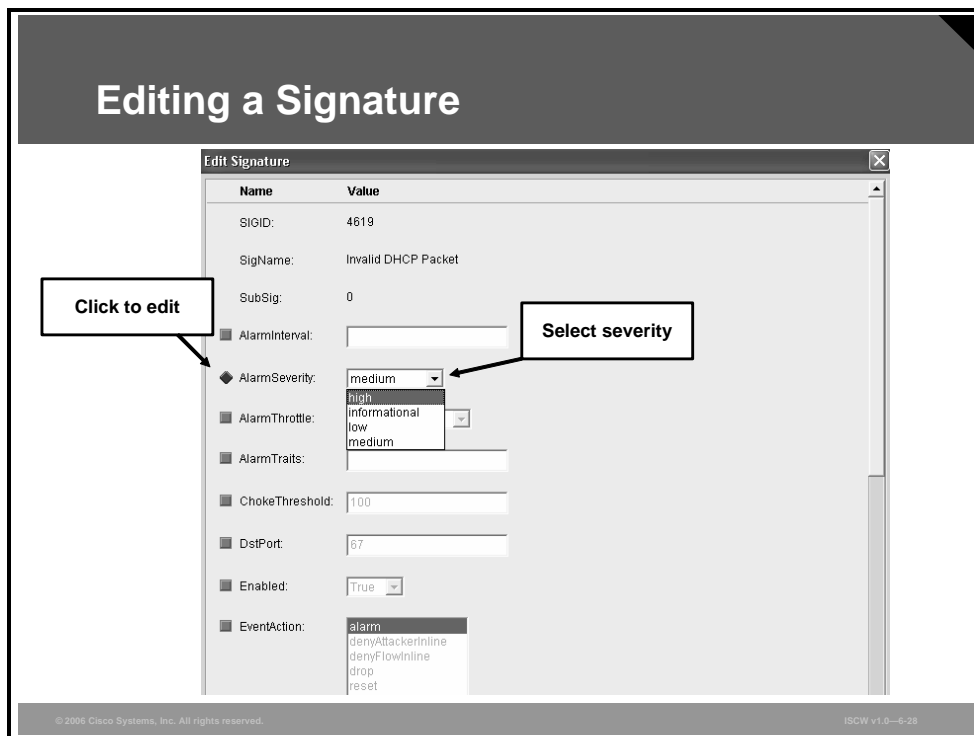 Editing a Signature
Edit Signature
Name Value
SIGID: 4619
SigName: Invalid DHCP Packet
SubSig: 0
Click to edit
AlarmInterval:
Select severity
AlarmSeverity: medium
high
informational
low
medium
AlarmThrottle:
AlarmTraits:
ChokeThreshold: 100
DstPort: 67
Enabled: True
EventAction: alarm
denyAttackerInline
denyFlowInline
drop
reset
© 2006 Cisco Systems, Inc. All rights reserved.
ISCW v1.0—6-28